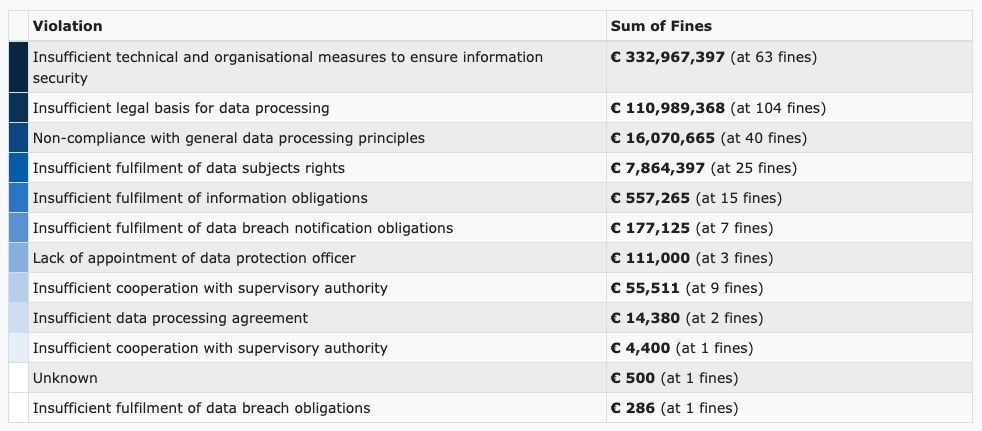 Violation Sum of Fines
Insufficient technical and organisational measures to ensure information € 332,967,397 (at 63 fines)
security
Insufficient legal basis for data processing € 110,989,368 (at 104 fines)
Non-compliance with general data processing principles € 16,070,665 (at 40 fines)
Insufficient fulfilment of data subjects rights € 7,864,397 (at 25 fines)
Insufficient fulfilment of information obligations € 557,265 (at 15 fines)
Insufficient fulfilment of data breach notification obligations € 177,125 (at 7 fines)
Lack of appointment of data protection officer € 111,000 (at 3 fines)
Insufficient cooperation with supervisory authority € 55,511 (at 9 fines)
Insufficient data processing agreement € 14,380 (at 2 fines)
Insufficient cooperation with supervisory authority € 4,400 (at 1 fines)
Unknown € 500 (at 1 fines)
Insufficient fulfilment of data breach obligations € 286 (at 1 fines)